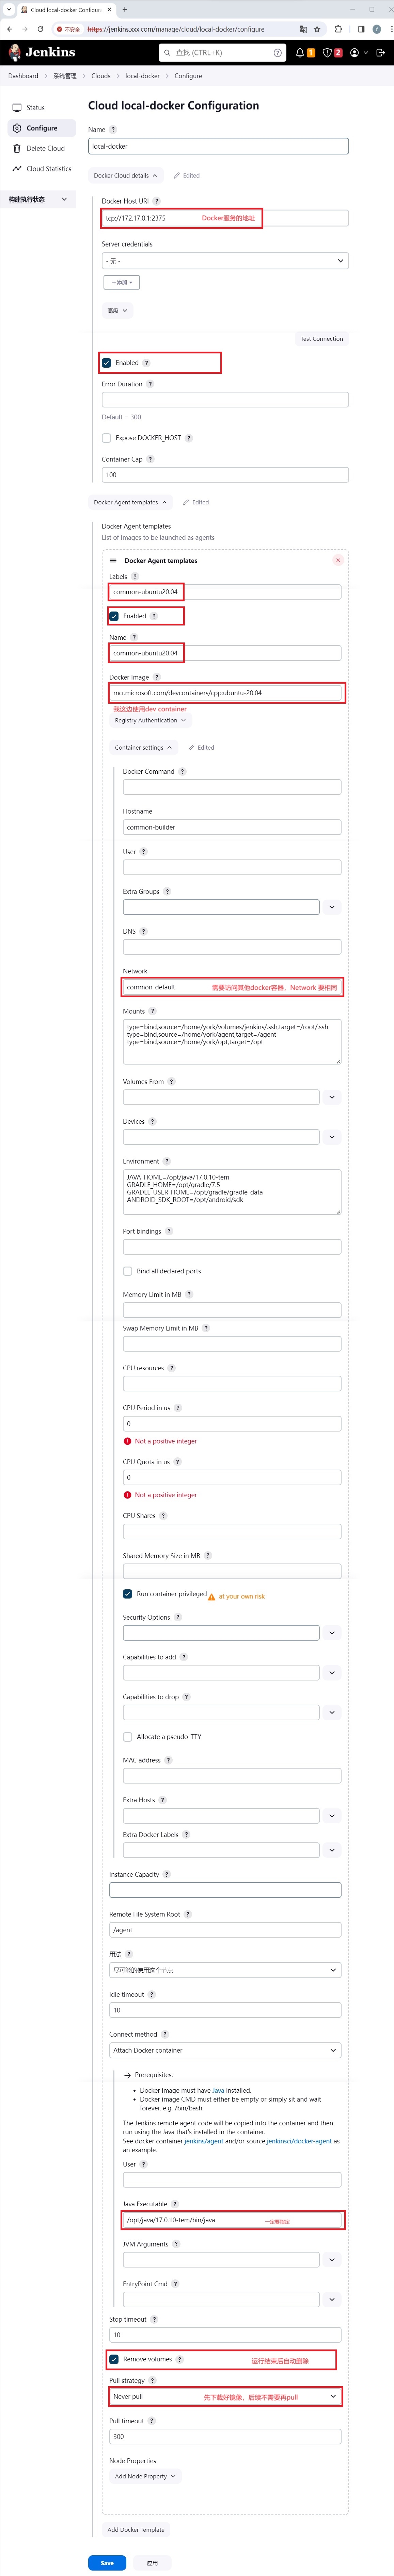 Cloud local-docker Configurat
不安全 https://jenkins.xxx.com/manage/cloud/local-docker/configure
Jenkins
查找 (CTRL+K)
1
2
Dashboard > 系统管理 > Clouds > local-docker > Configure
Status
Configure
Delete Cloud
Cloud Statistics
构建执行状态
Cloud local-docker Configuration
Name ?
local-docker
Docker Cloud details
Edited
Docker Host URI ?
tcp://172.17.0.1:2375
Docker服务的地址
Server credentials
- 无 -
+添加
高级
Test Connection
Enabled ?
Error Duration ?
Default = 300
Expose DOCKER_HOST ?
Container Cap ?
100
Docker Agent templates
Edited
Docker Agent templates
List of Images to be launched as agents
Docker Agent templates
Labels ?
common-ubuntu20.04
Enabled ?
Name ?
common-ubuntu20.04
Docker Image ?
mcr.microsoft.com/devcontainers/cpp:ubuntu-20.04
我这边使用dev container
Registry Authentication
Container settings
Edited
Docker Command ?
Hostname
common-builder
User ?
Extra Groups ?
DNS ?
Network
common_default
需要访问其他docker容器，Network 要相同
Mounts ?
type=bind,source=/home/york/volumes/jenkins/.ssh,target=/root/.ssh
type=bind,source=/home/york/agent,target=/agent
type=bind,source=/home/york/opt,target=/opt
Volumes From ?
Devices ?
Environment ?
JAVA_HOME=/opt/java/17.0.10-tem
GRADLE_HOME=/opt/gradle/7.5
GRADLE_USER_HOME=/opt/gradle/gradle_data
ANDROID_SDK_ROOT=/opt/android/sdk
Port bindings ?
Bind all declared ports
Memory Limit in MB ?
Swap Memory Limit in MB ?
CPU resources ?
CPU Period in us ?
0
Not a positive integer
CPU Quota in us ?
0
Not a positive integer
CPU Shares ?
Shared Memory Size in MB ?
Run container privileged
at your own risk
Security Options ?
Capabilities to add ?
Capabilities to drop ?
Allocate a pseudo-TTY
MAC address ?
Extra Hosts ?
Extra Docker Labels ?
Instance Capacity ?
Remote File System Root ?
/agent
用法 ?
尽可能的使用这个节点
Idle timeout ?
10
Connect method ?
Attach Docker container
Prerequisites:
• Docker image must have Java installed.
• Docker image CMD must either be empty or simply sit and wait
forever, e.g. /bin/bash.
The Jenkins remote agent code will be copied into the container and then
run using the Java that's installed in the container.
See docker container jenkins/agent and/or source jenkinsci/docker-agent as
an example.
User ?
Java Executable ?
/opt/java/17.0.10-tem/bin/java
一定要指定
JVM Arguments ?
EntryPoint Cmd ?
Stop timeout ?
10
Remove volumes ?
运行结束后自动删除
Pull strategy ?
Never pull
先下载好镜像，后续不需要再pull
Pull timeout ?
300
Node Properties
Add Node Property
Add Docker Template
Save
应用